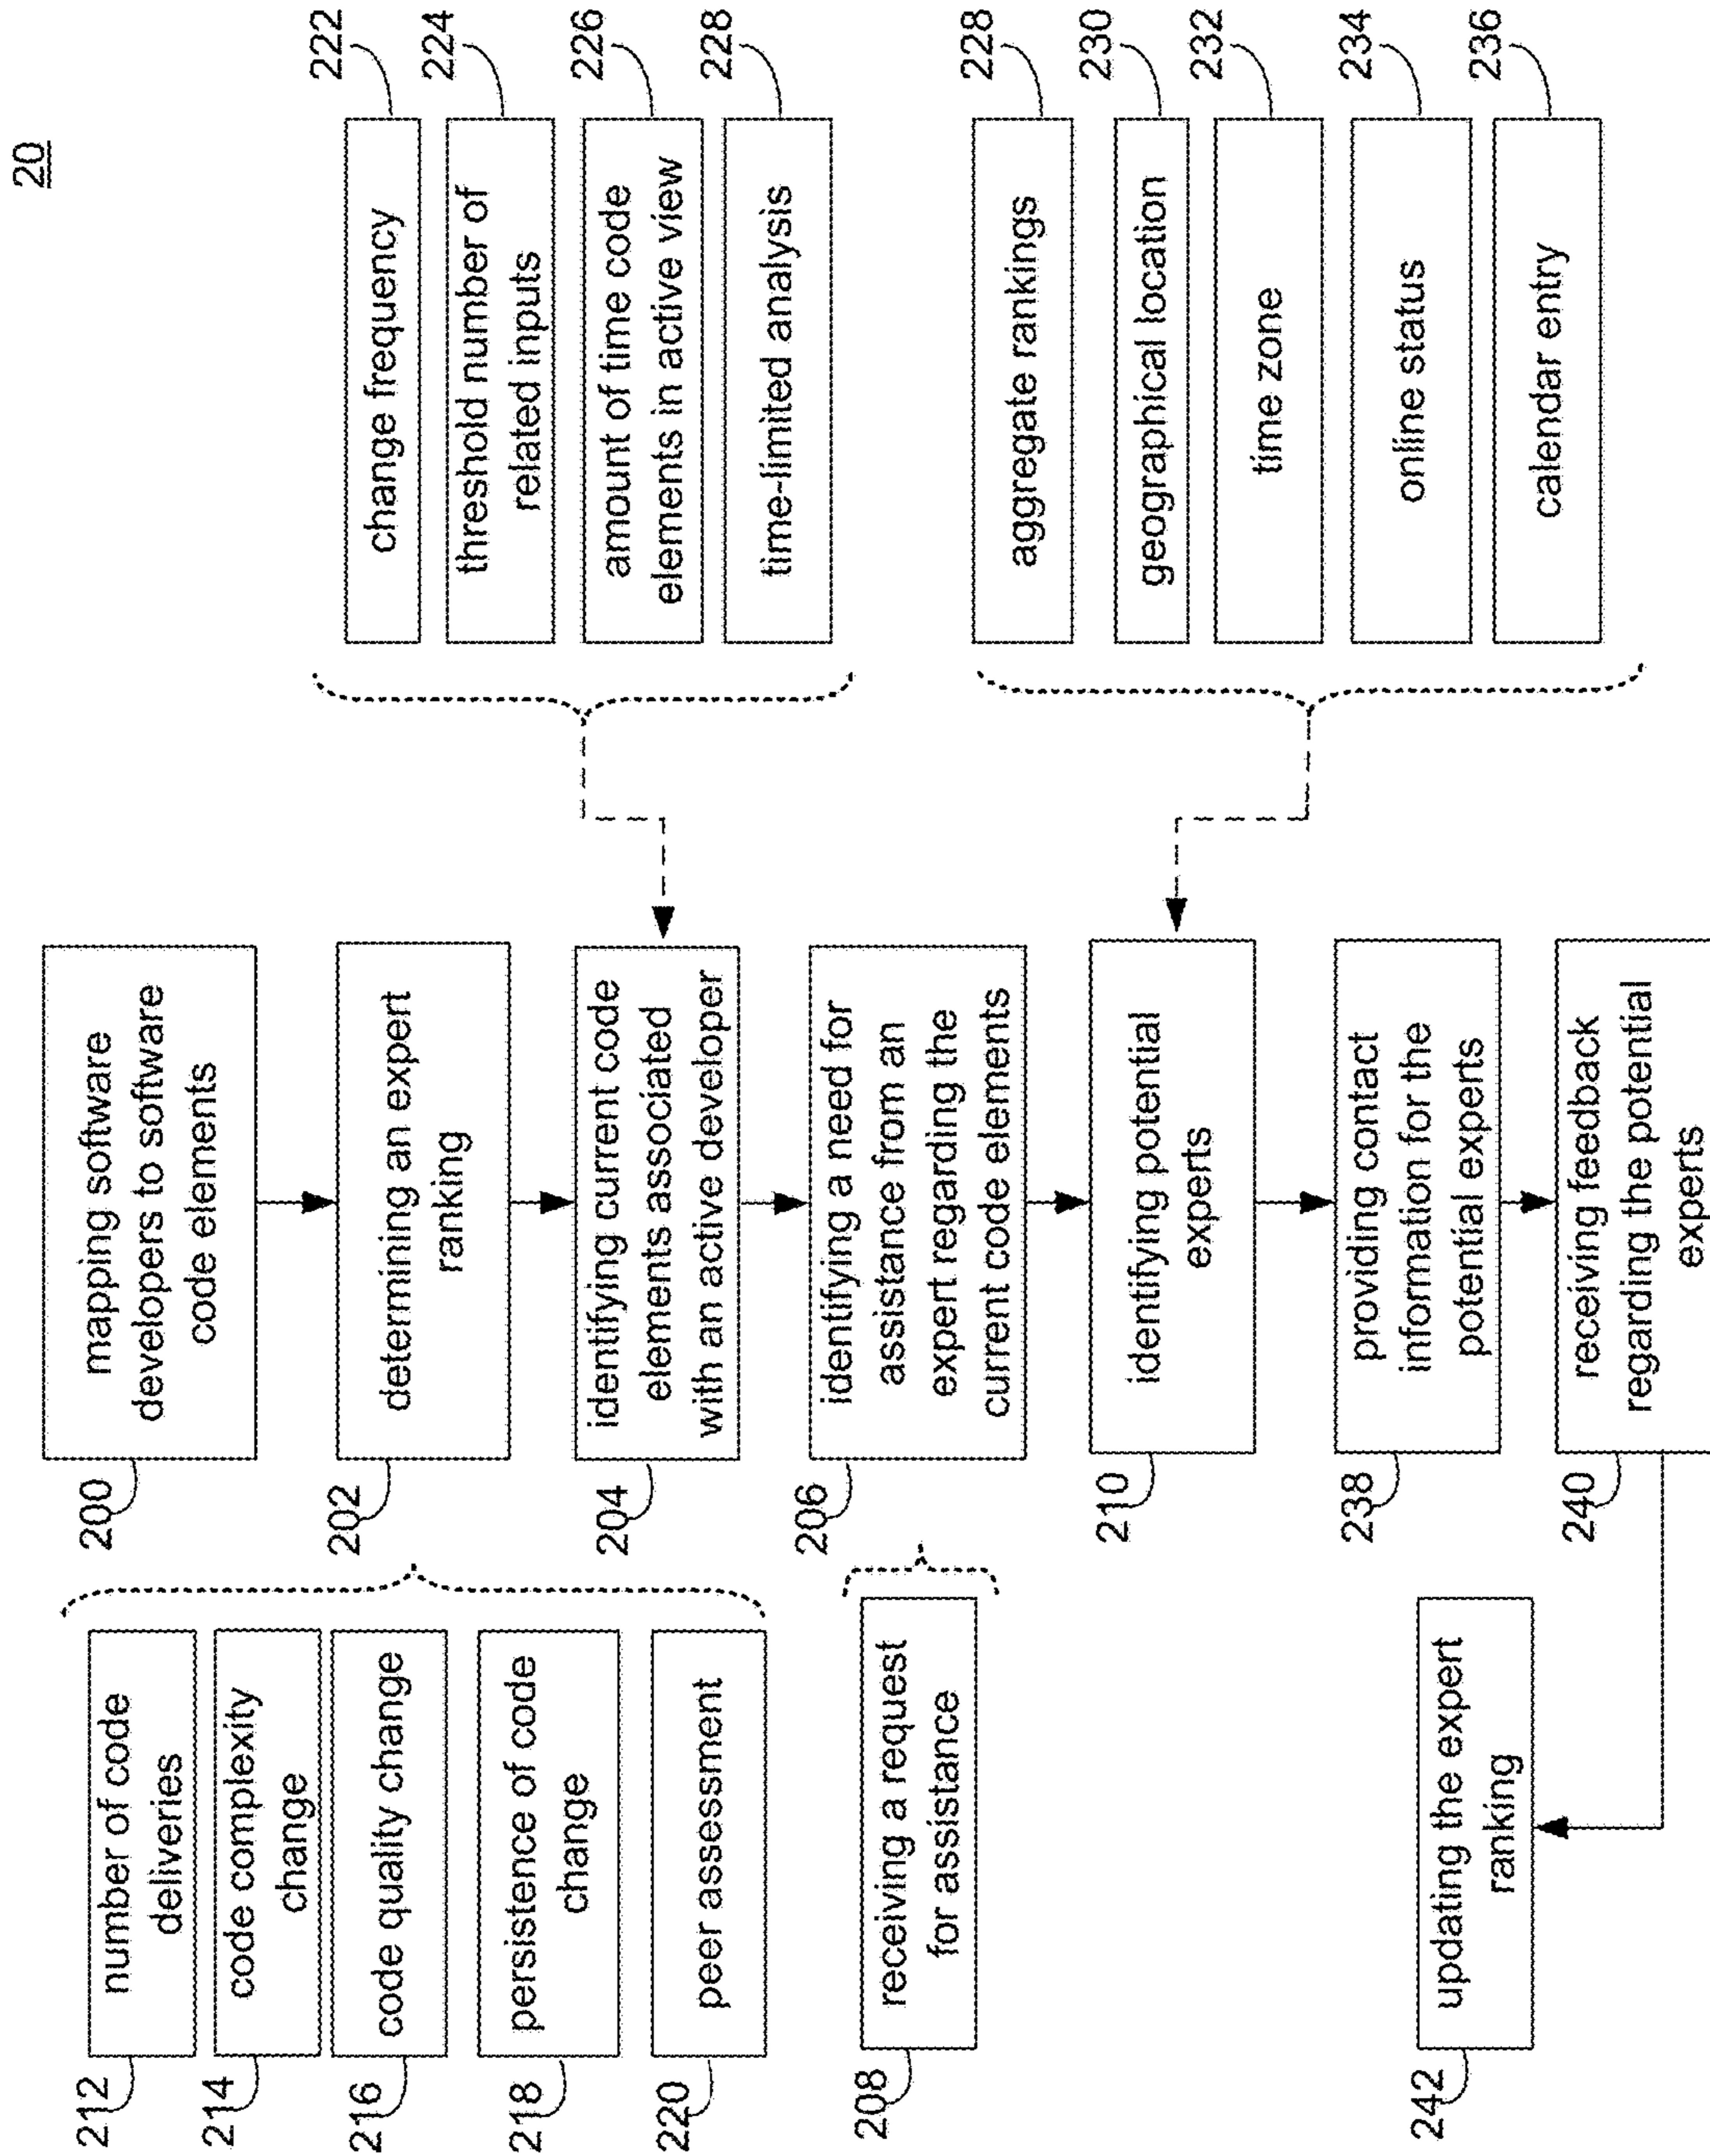 20
mapping software
developers to software
code elements
200
determining an expert
ranking
202
identifying current code
elements associated
with an active developer
204
identifying a need for
assistance from an
expert regarding the
current code elements
206
identifying potential
experts
210
providing contact
information for the
potential experts
238
receiving feedback
regarding the potential
experts
240
number of code
deliveries
212
code complexity
change
214
code quality change
216
persistence of code
change
218
peer assessment
220
receiving a request
for assistance
208
updating the expert
ranking
242
change frequency
222
threshold number of
related inputs
224
amount of time code
elements in active view
226
time-limited analysis
228
aggregate rankings
228
geographical location
230
time zone
232
online status
234
calendar entry
236